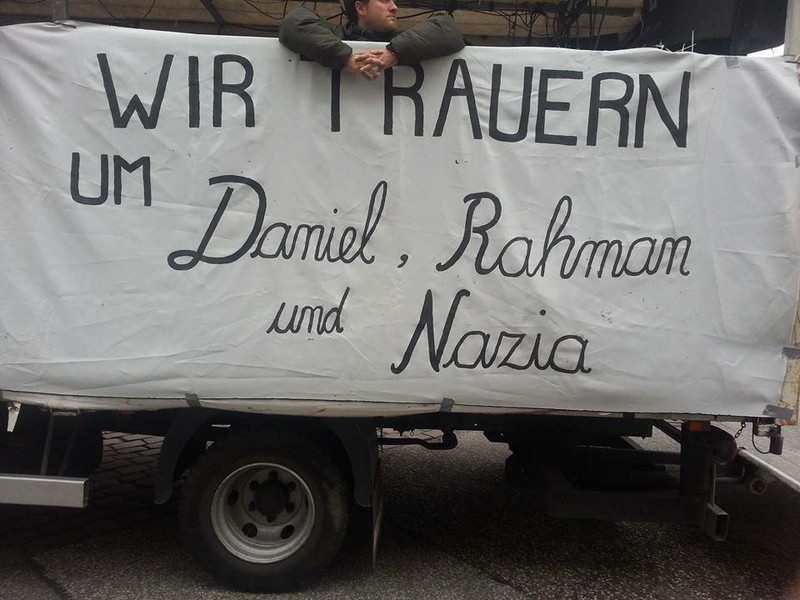 WIR TRAUERN
UM
Daniel, Rahman
und Nazia